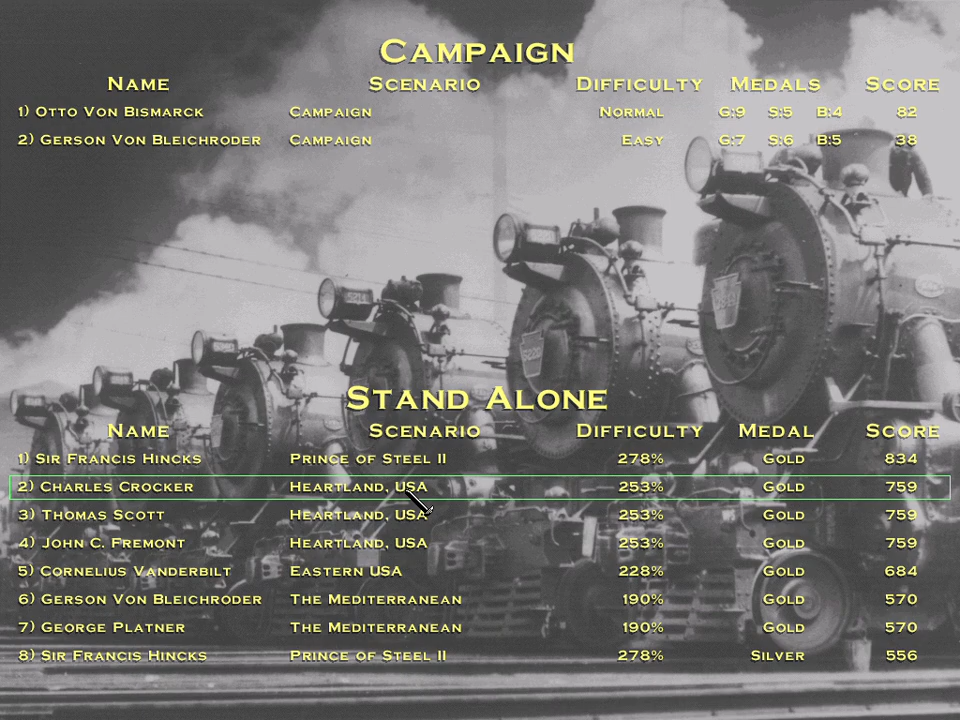 Campaign
Name Scenario Difficulty Medals Score
1) Otto Von Bismarck Campaign Normal G:9 S:5 B:4 82
2) Gerson Von Bleichroder Campaign Easy G:7 S:6 B:5 38
Stand Alone
Name Scenario Difficulty Medal Score
1) Sir Francis Hincks Prince of Steel II 278% Gold 834
2) Charles Crocker Heartland, USA 253% Gold 759
3) Thomas Scott Heartland, USA 253% Gold 759
4) John C. Fremont Heartland, USA 253% Gold 759
5) Cornelius Vanderbilt Eastern USA 228% Gold 684
6) Gerson Von Bleichroder The Mediterranean 190% Gold 570
7) George Platner The Mediterranean 190% Gold 570
8) Sir Francis Hincks Prince of Steel II 278% Silver 556